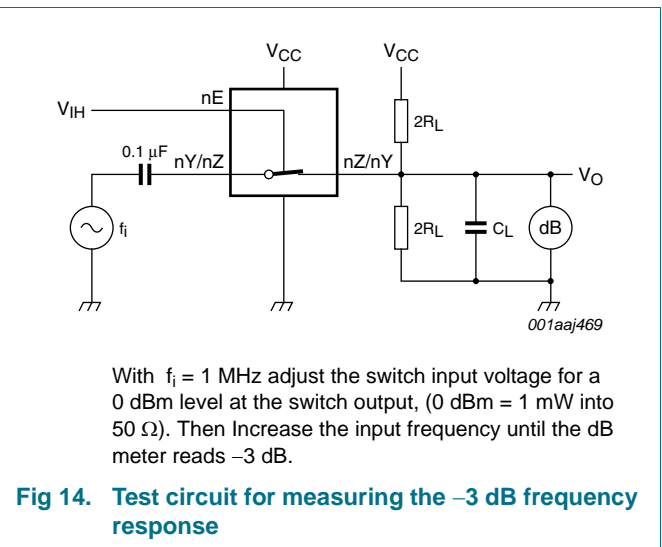 VCC VCC
nE
VIH
2RL
0.1 μF nY/nZ nZ/nY
VO
fi 2RL CL dB
001aaj469
With fi = 1 MHz adjust the switch input voltage for a
0 dBm level at the switch output, (0 dBm = 1 mW into
50 Ω). Then Increase the input frequency until the dB
meter reads −3 dB.
Fig 14. Test circuit for measuring the −3 dB frequency
response